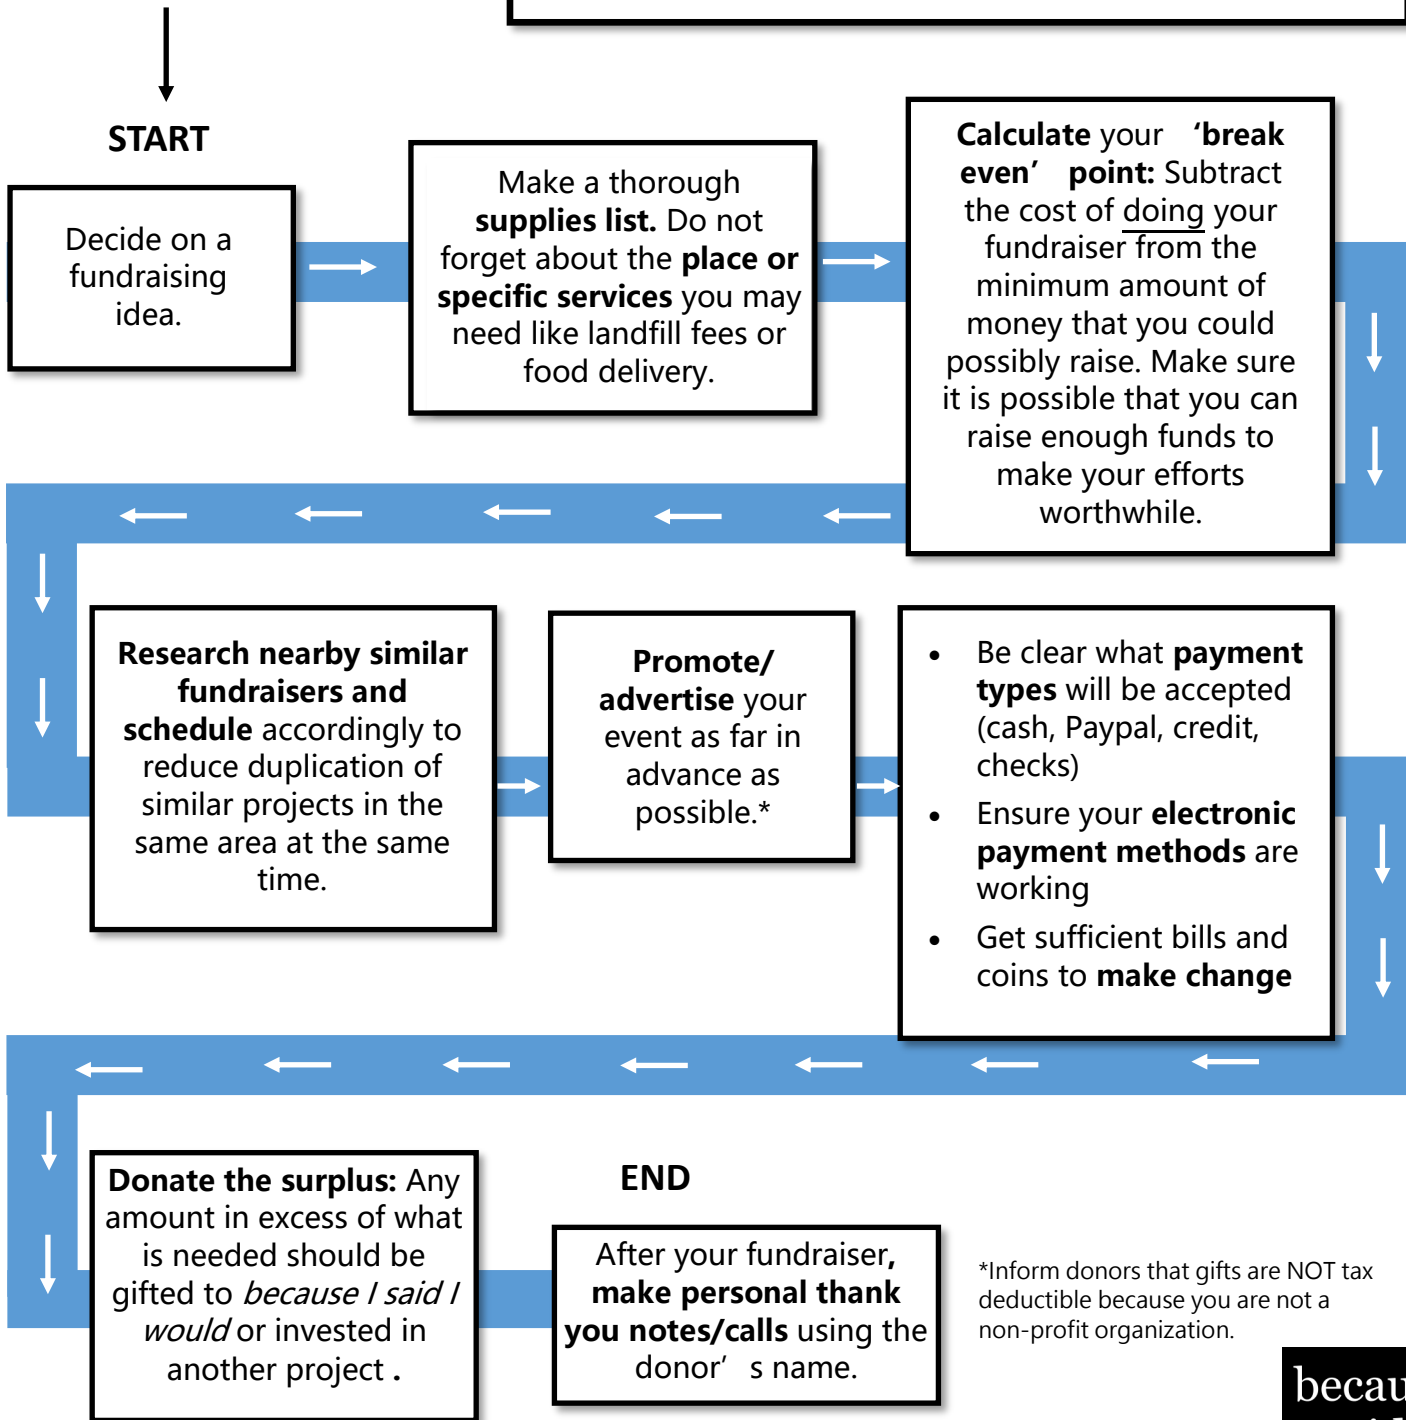 START
Decide on a
fundraising
idea.
Make a thorough
supplies list. Do not
forget about the place or
specific services you may
need like landfill fees or
food delivery.
Calculate your ‘break
even’ point: Subtract
the cost of doing your
fundraiser from the
minimum amount of
money that you could
possibly raise. Make sure
it is possible that you can
raise enough funds to
make your efforts
worthwhile.
Research nearby similar
fundraisers and
schedule accordingly to
reduce duplication of
similar projects in the
same area at the same
time.
Promote/
advertise your
event as far in
advance as
possible.*
• Be clear what payment
types will be accepted
(cash, Paypal, credit,
checks)
• Ensure your electronic
payment methods are
working
• Get sufficient bills and
coins to make change
Donate the surplus: Any
amount in excess of what
is needed should be
gifted to because I said I
would or invested in
another project .
END
After your fundraiser,
make personal thank
you notes/calls using the
donor’ s name.
*Inform donors that gifts are NOT tax
deductible because you are not a
non-profit organization.
becau